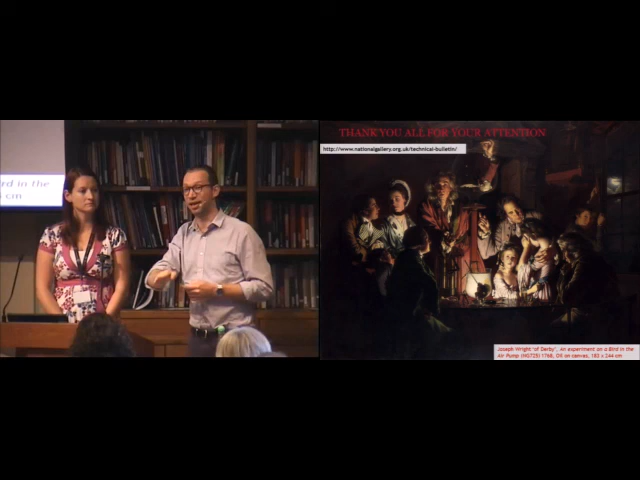 rd in the
cm
THANK YOU ALL FOR YOUR ATTENTION
http://www.nationalgallery.org.uk/technical-bulletin/
Joseph Wright 'of Derby', An experiment on a Bird in the
Air Pump (NG725) 1768, Oil on canvas, 183 x 244 cm